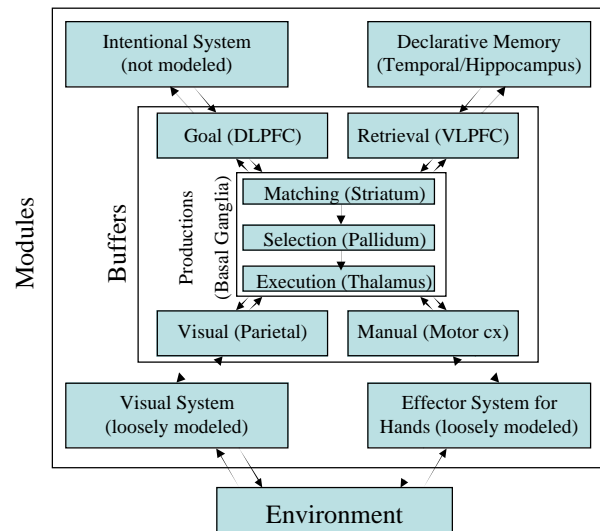 Intentional System
(not modeled)
Declarative Memory
(Temporal/Hippocampus)
Goal (DLPFC)
Retrieval (VLPFC)
Modules
Buffers
Productions
(Basal Ganglia)
Matching (Striatum)
Selection (Pallidum)
Execution (Thalamus)
Visual (Parietal)
Manual (Motor cx)
Visual System
(loosely modeled)
Effector System for
Hands (loosely modeled)
Environment